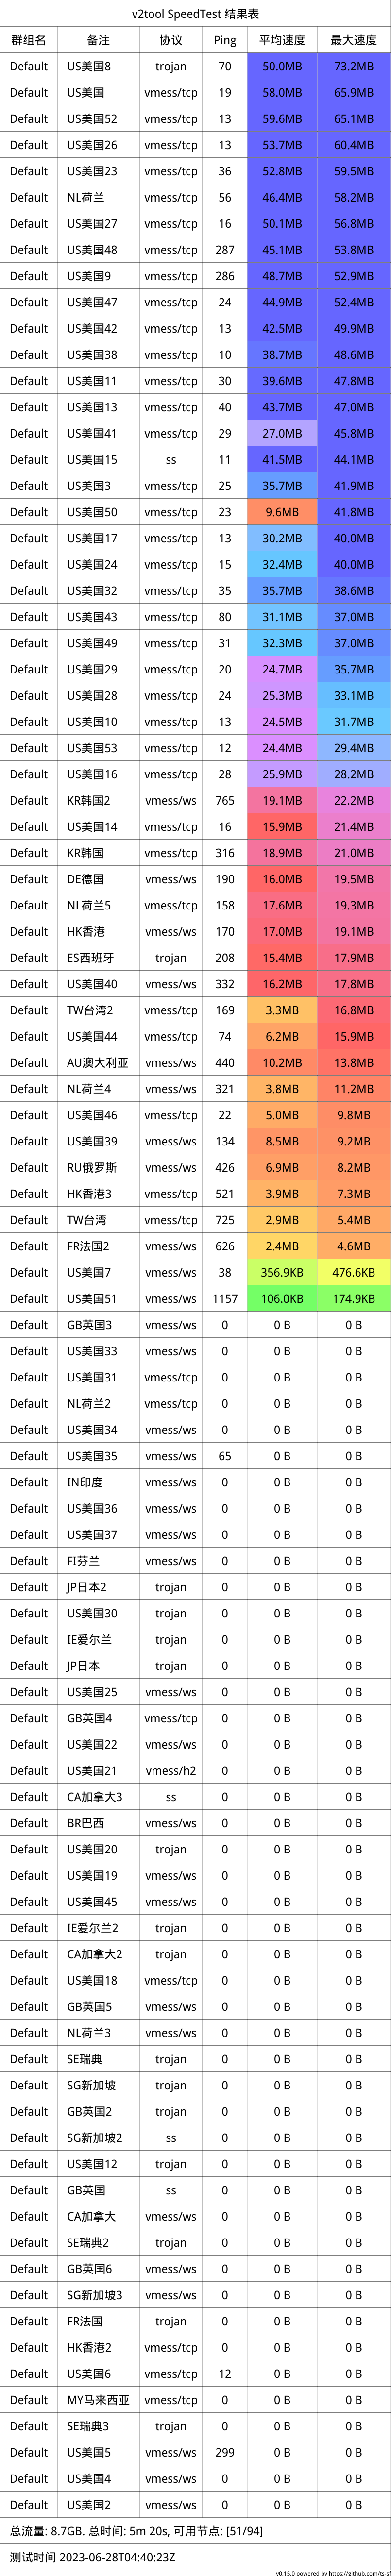 v2tool SpeedTest 结果表
群组名 备注 协议 Ping 平均速度 最大速度
Default US美国8 trojan 70 50.0MB 73.2MB
Default US美国 vmess/tcp 19 58.0MB 65.9MB
Default US美国52 vmess/tcp 13 59.6MB 65.1MB
Default US美国26 vmess/tcp 13 53.7MB 60.4MB
Default US美国23 vmess/tcp 36 52.8MB 59.5MB
Default NL荷兰 vmess/tcp 56 46.4MB 58.2MB
Default US美国27 vmess/tcp 16 50.1MB 56.8MB
Default US美国48 vmess/tcp 287 45.1MB 53.8MB
Default US美国9 vmess/tcp 286 48.7MB 52.9MB
Default US美国47 vmess/tcp 24 44.9MB 52.4MB
Default US美国42 vmess/tcp 13 42.5MB 49.9MB
Default US美国38 vmess/tcp 10 38.7MB 48.6MB
Default US美国11 vmess/tcp 30 39.6MB 47.8MB
Default US美国13 vmess/tcp 40 43.7MB 47.0MB
Default US美国41 vmess/tcp 29 27.0MB 45.8MB
Default US美国15 ss 11 41.5MB 44.1MB
Default US美国3 vmess/tcp 25 35.7MB 41.9MB
Default US美国50 vmess/tcp 23 9.6MB 41.8MB
Default US美国17 vmess/tcp 13 30.2MB 40.0MB
Default US美国24 vmess/tcp 15 32.4MB 40.0MB
Default US美国32 vmess/tcp 35 35.7MB 38.6MB
Default US美国43 vmess/tcp 80 31.1MB 37.0MB
Default US美国49 vmess/tcp 31 32.3MB 37.0MB
Default US美国29 vmess/tcp 20 24.7MB 35.7MB
Default US美国28 vmess/tcp 24 25.3MB 33.1MB
Default US美国10 vmess/tcp 13 24.5MB 31.7MB
Default US美国53 vmess/tcp 12 24.4MB 29.4MB
Default US美国16 vmess/tcp 28 25.9MB 28.2MB
Default KR韩国2 vmess/ws 765 19.1MB 22.2MB
Default US美国14 vmess/tcp 16 15.9MB 21.4MB
Default KR韩国 vmess/tcp 316 18.9MB 21.0MB
Default DE德国 vmess/ws 190 16.0MB 19.5MB
Default NL荷兰5 vmess/tcp 158 17.6MB 19.3MB
Default HK香港 vmess/ws 170 17.0MB 19.1MB
Default ES西班牙 trojan 208 15.4MB 17.9MB
Default US美国40 vmess/ws 332 16.2MB 17.8MB
Default TW台湾2 vmess/tcp 169 3.3MB 16.8MB
Default US美国44 vmess/tcp 74 6.2MB 15.9MB
Default AU澳大利亚 vmess/ws 440 10.2MB 13.8MB
Default NL荷兰4 vmess/ws 321 3.8MB 11.2MB
Default US美国46 vmess/tcp 22 5.0MB 9.8MB
Default US美国39 vmess/ws 134 8.5MB 9.2MB
Default RU俄罗斯 vmess/ws 426 6.9MB 8.2MB
Default HK香港3 vmess/tcp 521 3.9MB 7.3MB
Default TW台湾 vmess/tcp 725 2.9MB 5.4MB
Default FR法国2 vmess/ws 626 2.4MB 4.6MB
Default US美国7 vmess/ws 38 356.9KB 476.6KB
Default US美国51 vmess/ws 1157 106.0KB 174.9KB
Default GB英国3 vmess/ws 0 0 B 0 B
Default US美国33 vmess/ws 0 0 B 0 B
Default US美国31 vmess/tcp 0 0 B 0 B
Default NL荷兰2 vmess/tcp 0 0 B 0 B
Default US美国34 vmess/ws 0 0 B 0 B
Default US美国35 vmess/ws 65 0 B 0 B
Default IN印度 vmess/ws 0 0 B 0 B
Default US美国36 vmess/ws 0 0 B 0 B
Default US美国37 vmess/ws 0 0 B 0 B
Default FI芬兰 vmess/ws 0 0 B 0 B
Default JP日本2 trojan 0 0 B 0 B
Default US美国30 trojan 0 0 B 0 B
Default IE爱尔兰 trojan 0 0 B 0 B
Default JP日本 trojan 0 0 B 0 B
Default US美国25 vmess/ws 0 0 B 0 B
Default GB英国4 vmess/tcp 0 0 B 0 B
Default US美国22 vmess/ws 0 0 B 0 B
Default US美国21 vmess/h2 0 0 B 0 B
Default CA加拿大3 ss 0 0 B 0 B
Default BR巴西 vmess/ws 0 0 B 0 B
Default US美国20 trojan 0 0 B 0 B
Default US美国19 vmess/ws 0 0 B 0 B
Default US美国45 vmess/ws 0 0 B 0 B
Default IE爱尔兰2 trojan 0 0 B 0 B
Default CA加拿大2 trojan 0 0 B 0 B
Default US美国18 vmess/tcp 0 0 B 0 B
Default GB英国5 vmess/ws 0 0 B 0 B
Default NL荷兰3 vmess/ws 0 0 B 0 B
Default SE瑞典 trojan 0 0 B 0 B
Default SG新加坡 trojan 0 0 B 0 B
Default GB英国2 trojan 0 0 B 0 B
Default SG新加坡2 ss 0 0 B 0 B
Default US美国12 trojan 0 0 B 0 B
Default GB英国 ss 0 0 B 0 B
Default CA加拿大 vmess/ws 0 0 B 0 B
Default SE瑞典2 trojan 0 0 B 0 B
Default GB英国6 vmess/ws 0 0 B 0 B
Default SG新加坡3 vmess/ws 0 0 B 0 B
Default FR法国 trojan 0 0 B 0 B
Default HK香港2 vmess/tcp 0 0 B 0 B
Default US美国6 vmess/tcp 12 0 B 0 B
Default MY马来西亚 vmess/tcp 0 0 B 0 B
Default SE瑞典3 trojan 0 0 B 0 B
Default US美国5 vmess/ws 299 0 B 0 B
Default US美国4 vmess/ws 0 0 B 0 B
Default US美国2 vmess/ws 0 0 B 0 B
总流量: 8.7GB. 总时间: 5m 20s, 可用节点: [51/94]
测试时间 2023-06-28T04:40:23Z
v0.15.0 powered by https://github.com/ts-s/